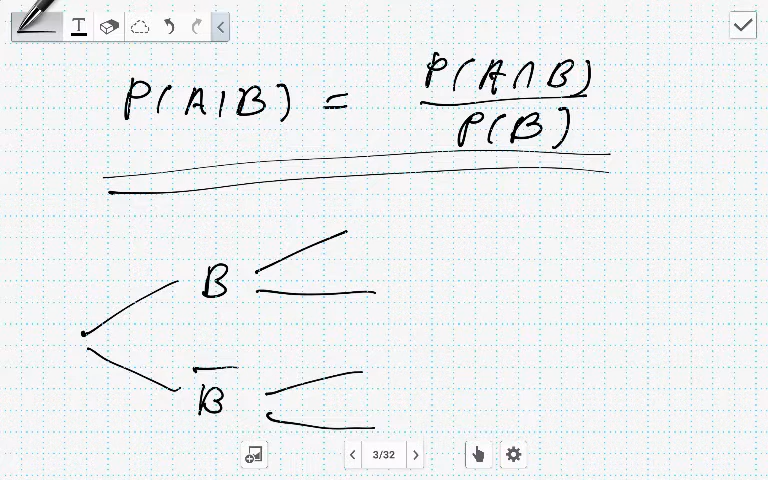 T
P(A|B) = P(A∩B)
P(B)
B
B̅
3/32